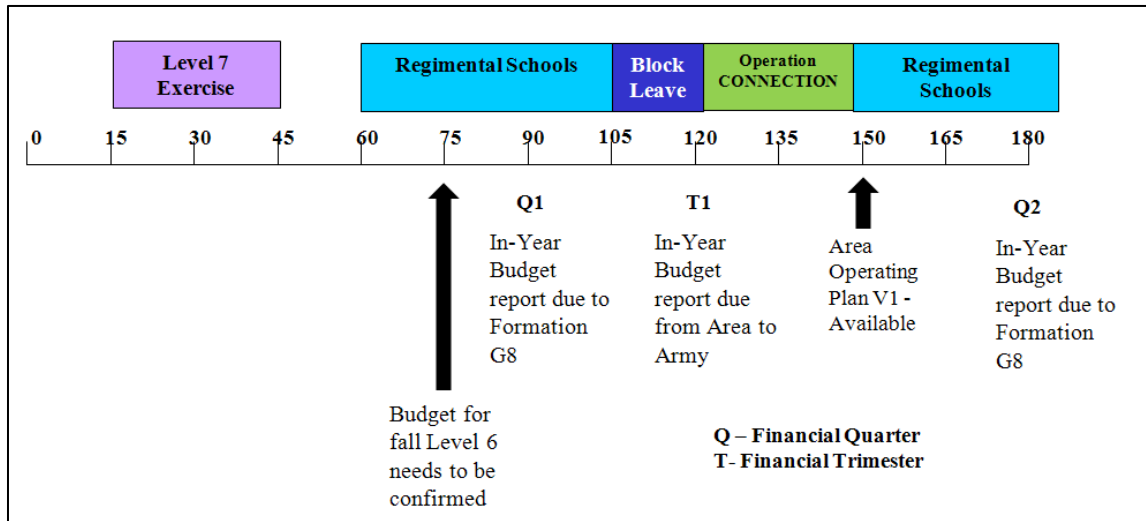 Level 7
Exercise
Regimental Schools
Block
Leave
Operation
CONNECTION
Regimental
Schools
0 15 30 45 60 75 90 105 120 135 150 165 180
Q1
In-Year
Budget
report due to
Formation
G8
T1
In-Year
Budget
report due
from Area to
Army
Area
Operating
Plan V1 -
Available
Q2
In-Year
Budget
report due to
Formation
G8
Budget for
fall Level 6
needs to be
confirmed
Q – Financial Quarter
T- Financial Trimester